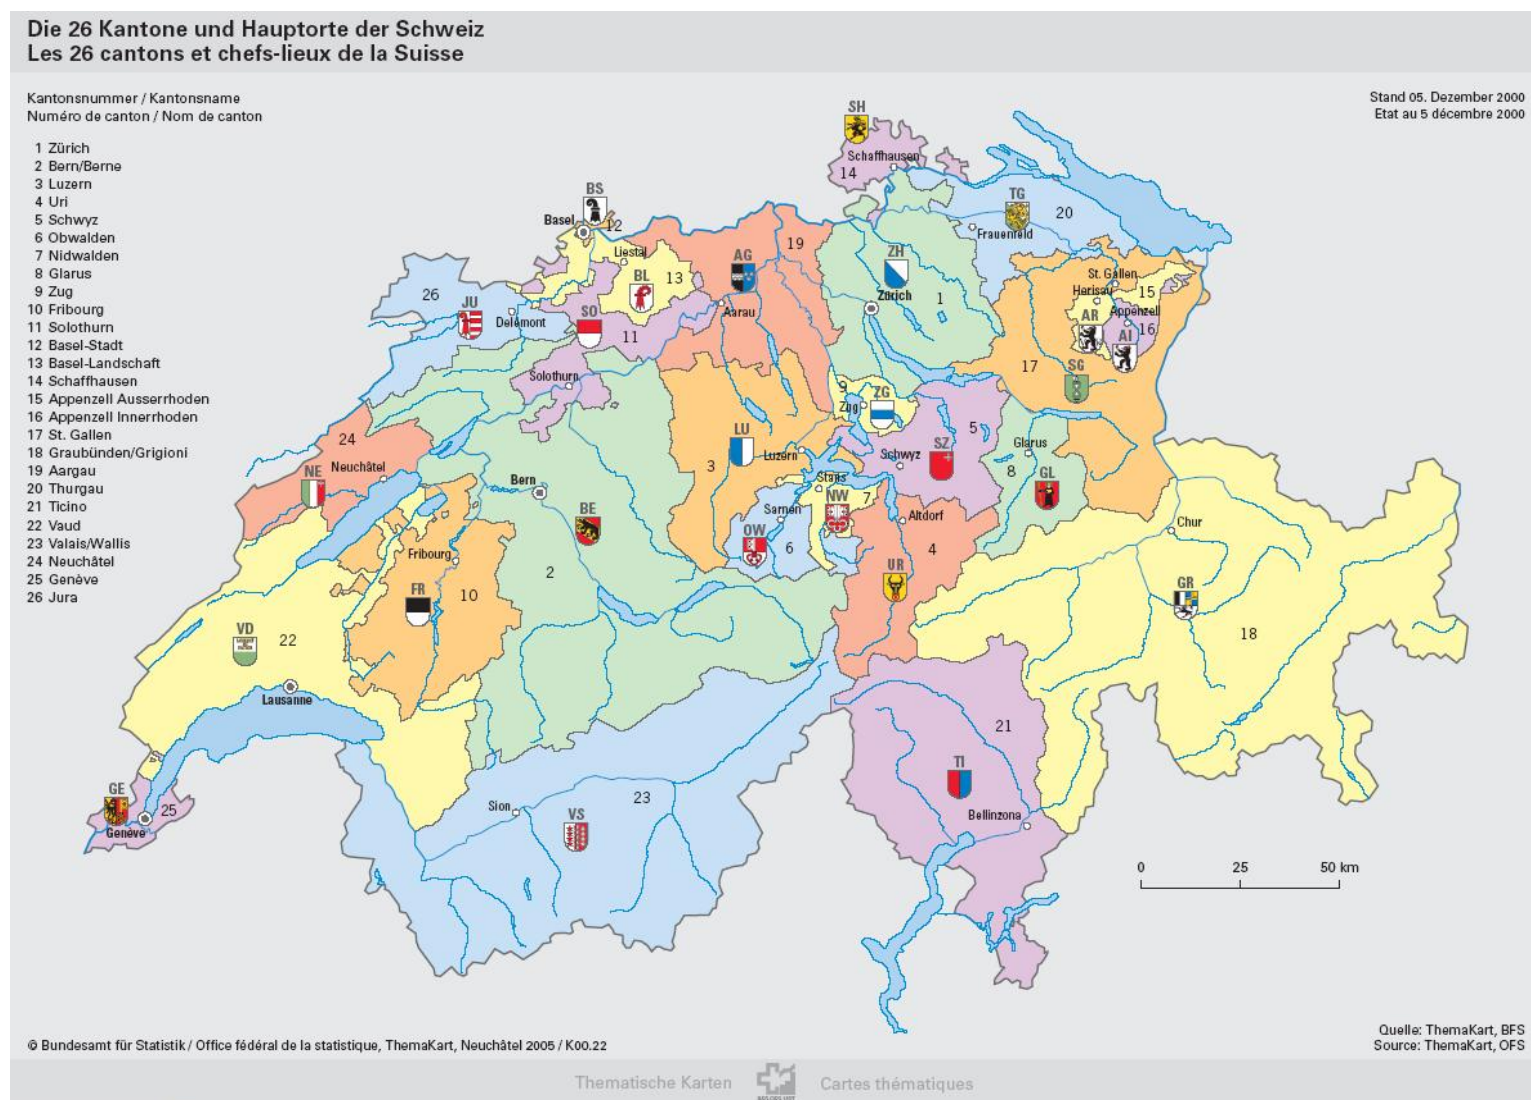 Die 26 Kantone und Hauptorte der Schweiz
Les 26 cantons et chefs-lieux de la Suisse
Kantonsnummer / Kantonsname
Numéro de canton / Nom de canton
Stand 05. Dezember 2000
Etat au 5 décembre 2000
1 Zürich
2 Bern/Berne
3 Luzern
4 Uri
5 Schwyz
6 Obwalden
7 Nidwalden
8 Glarus
9 Zug
10 Fribourg
11 Solothurn
12 Basel-Stadt
13 Basel-Landschaft
14 Schaffhausen
15 Appenzell Ausserrhoden
16 Appenzell Innerrhoden
17 St. Gallen
18 Graubünden/Grigioni
19 Aargau
20 Thurgau
21 Ticino
22 Vaud
23 Valais/Wallis
24 Neuchâtel
25 Genève
26 Jura
SH
Schaffhausen
14
BS
Basel
12
TG
20
Frauenfeld
Liestal
BL
13
AG
19
ZH
Zürich
1
St. Gallen
Herisau
15
Appenzell
AR
16
AI
26
JU
Delémont
SO
11
Aarau
17
SG
Solothurn
9
Zug
ZG
24
Neuchâtel
NE
LU
Luzern
3
5
SZ
Schwyz
Glarus
8
GL
Bern
BE
2
Stans
NW
7
Sarnen
OW
6
Altdorf
4
UR
Chur
GR
18
Fribourg
FR
10
VD
22
Lausanne
21
TI
Bellinzona
GE
25
Genève
Sion
23
VS
0 25 50 km
Quelle: ThemaKart, BFS
Source: ThemaKart, OFS
© Bundesamt für Statistik / Office fédéral de la statistique, ThemaKart, Neuchâtel 2005 / K00.22
Thematische Karten
Cartes thématiques